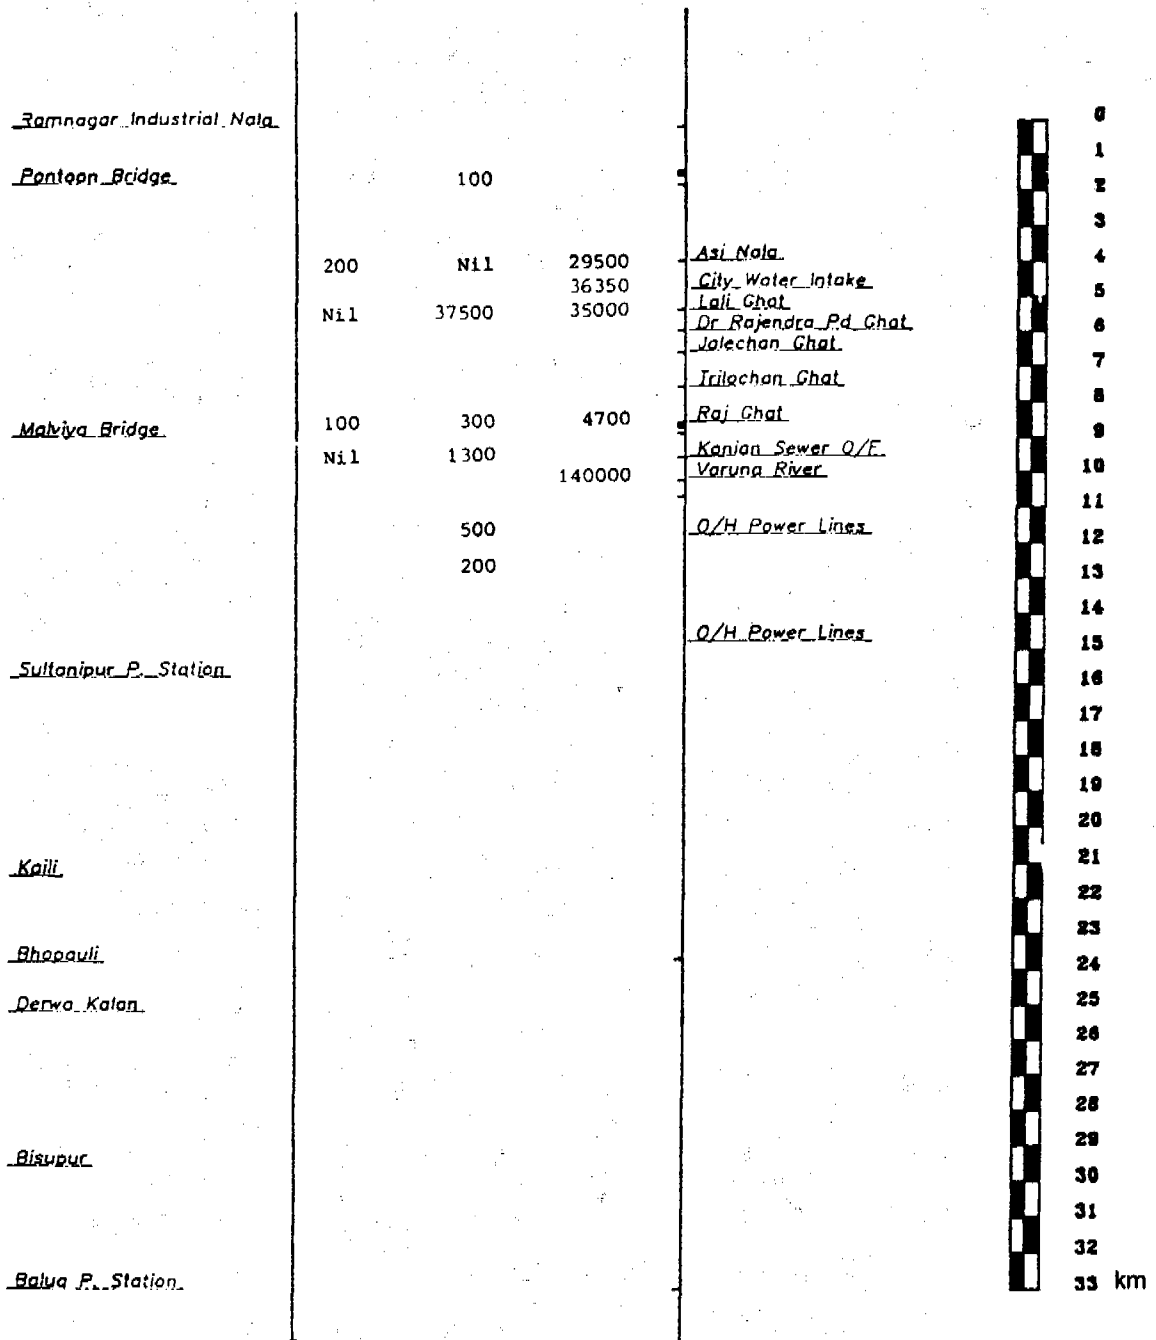 Ramnagar Industrial Nala
0
1
Pontoon Bridge 100
2
3
Asi Nala
4
200 Nil 29500
36350 City Water Intake
5
Lali Ghat
Nil 37500 35000
Dr Rajendra Pd Ghat
6
Jalechan Ghat
7
Trilochan Ghat
8
100 300 4700 Raj Ghat
Malviya Bridge
9
Nil 1300 Kanian Sewer O/F
140000 Varuna River
10
11
500 O/H Power Lines
12
200
13
14
O/H Power Lines
15
Sultanipur P. Station
16
17
18
19
20
21
Kaili
22
23
Bhopauli
24
Derwa Kalan
25
26
27
28
29
Bisupur
30
31
32
Balua P. Station
33 km